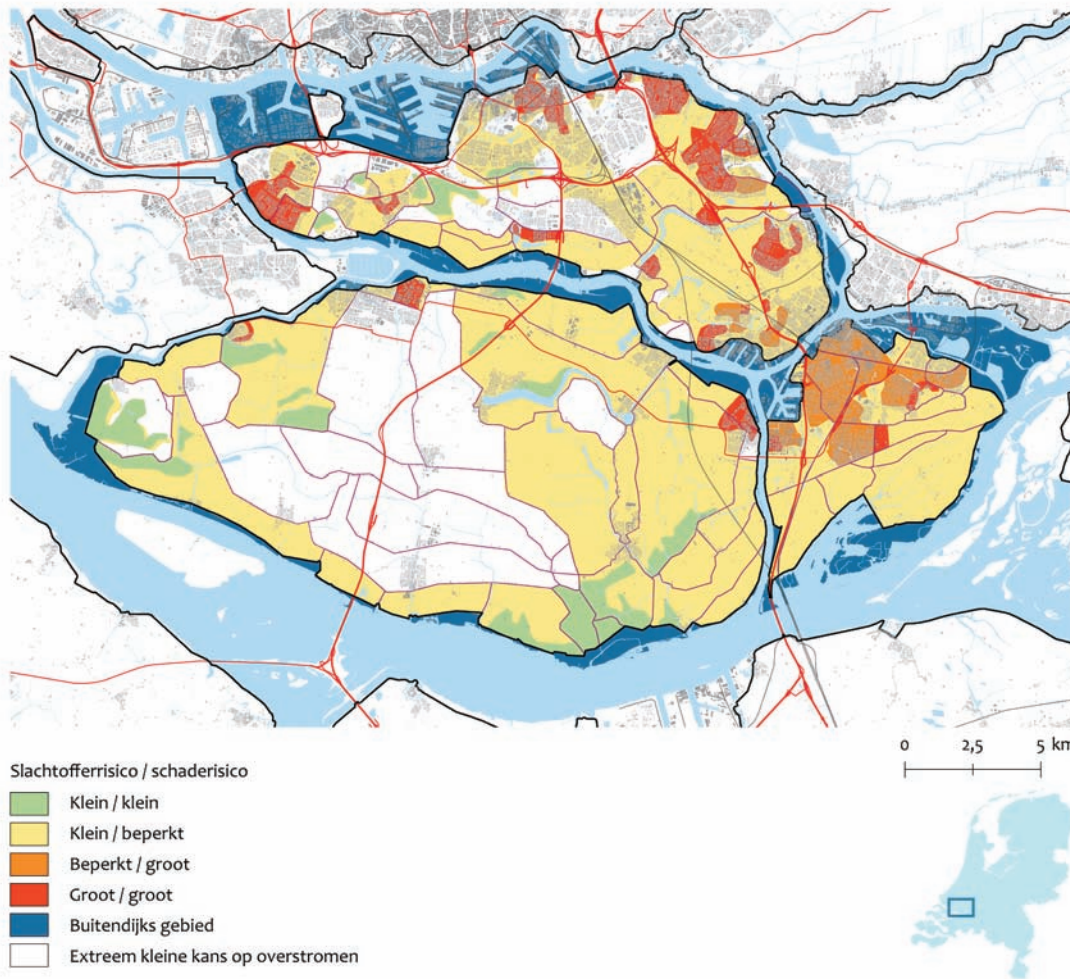 0 2,5 5 km
Slachtofferrisico / schaderisico
Klein / klein
Klein / beperkt
Beperkt / groot
Groot / groot
Buitendijks gebied
Extreem kleine kans op overstromen